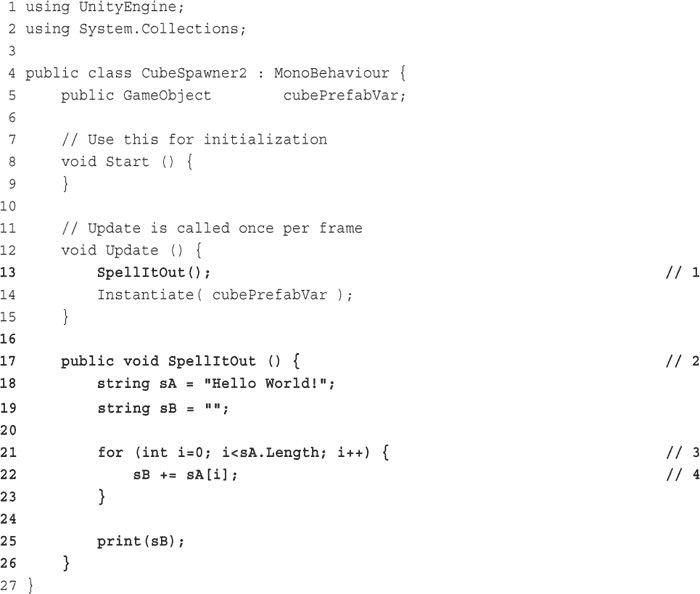 1 using UnityEngine;
2 using System.Collections;
3
4 public class CubeSpawner2 : MonoBehaviour {
5     public GameObject        cubePrefabVar;
6
7     // Use this for initialization
8     void Start () {
9     }
10
11     // Update is called once per frame
12     void Update () {
13         SpellItOut();                                                   // 1
14         Instantiate( cubePrefabVar );
15     }
16
17     public void SpellItOut () {                                         // 2
18         string sA = "Hello World!";
19         string sB = "";
20
21         for (int i=0; i<sA.Length; i++) {                               // 3
22             sB += sA[i];                                                // 4
23         }
24
25         print(sB);
26     }
27 }